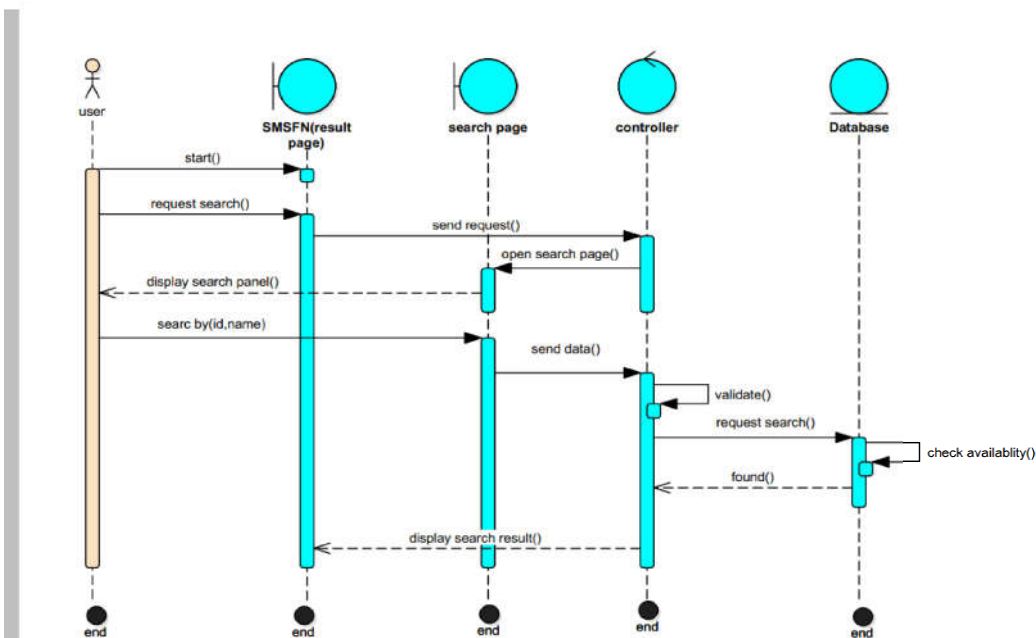 user
SMSFN(result
page)
search page
controller
Database
start()
request search()
send request()
open search page()
display search panel()
searc by(id,name)
send data()
validate()
request search()
check availablity()
found()
display search result()
end
end
end
end
end